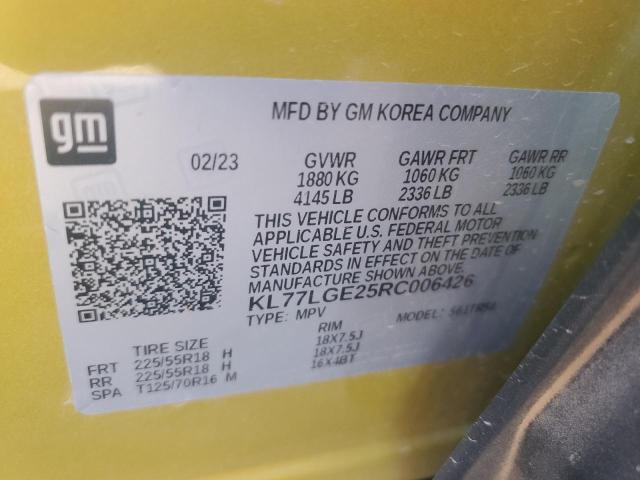 gm
MFD BY GM KOREA COMPANY
02/23 GVWR GAWR FRT GAWR RR
1880 KG 1060 KG 1060 KG
4145 LB 2336 LB 2336 LB
THIS VEHICLE CONFORMS TO ALL
APPLICABLE U.S. FEDERAL MOTOR
VEHICLE SAFETY AND THEFT PREVENTION
STANDARDS IN EFFECT ON THE DATE OF
MANUFACTURE SHOWN ABOVE.
KL77LGE25RC006426
TYPE: MPV MODEL:
TIRE SIZE RIM
FRT 225/55R18 H 18X7.5J
RR 225/55R18 H 18X7.5J
SPA T125/70R16 M 16X4BT